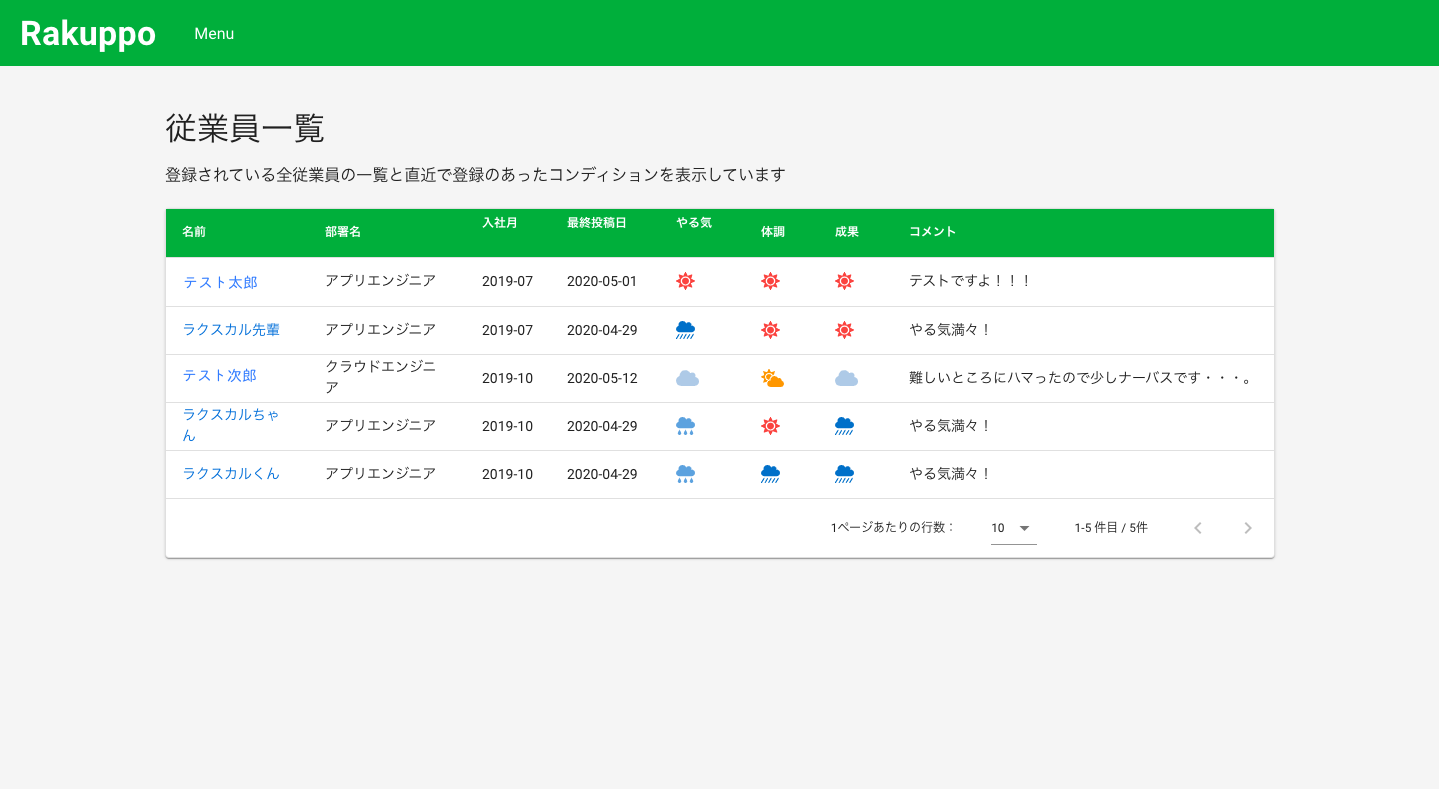 Rakuppo Menu
従業員一覧
登録されている全従業員の一覧と直近で登録のあったコンディションを表示しています
名前 部署名 入社月 最終投稿日 やる気 体調 成果 コメント
テスト太郎 アプリエンジニア 2019-07 2020-05-01 テストですよ！！！
ラクスカル先輩 アプリエンジニア 2019-07 2020-04-29 やる気満々！
テスト次郎 クラウドエンジニ
ア 2019-10 2020-05-12 難しいところにハマったので少しナーバスです・・・。
ラクスカルちゃ
ん アプリエンジニア 2019-10 2020-04-29 やる気満々！
ラクスカルくん アプリエンジニア 2019-10 2020-04-29 やる気満々！
1ページあたりの行数： 10 1-5 件目 / 5件